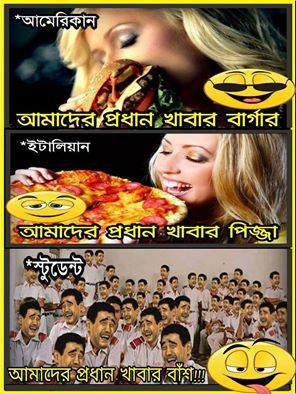 *আমেরিকান
আমাদের প্রধান খাবার বার্গার
*ইটালিয়ান
আমাদের প্রধান খাবার পিজ্জা
*স্টুডেন্ট
আমাদের প্রধান খাবার বাঁশ!!!